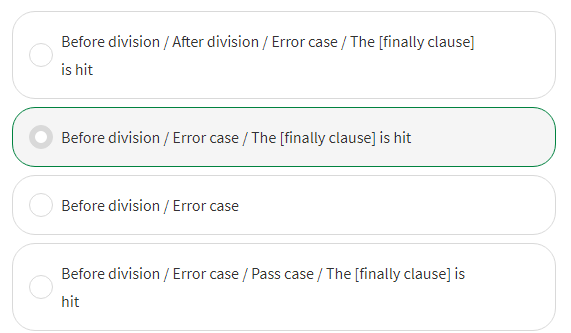 Before division / After division / Error case / The [finally clause]
is hit
Before division / Error case / The [finally clause] is hit
Before division / Error case
Before division / Error case / Pass case / The [finally clause] is
hit